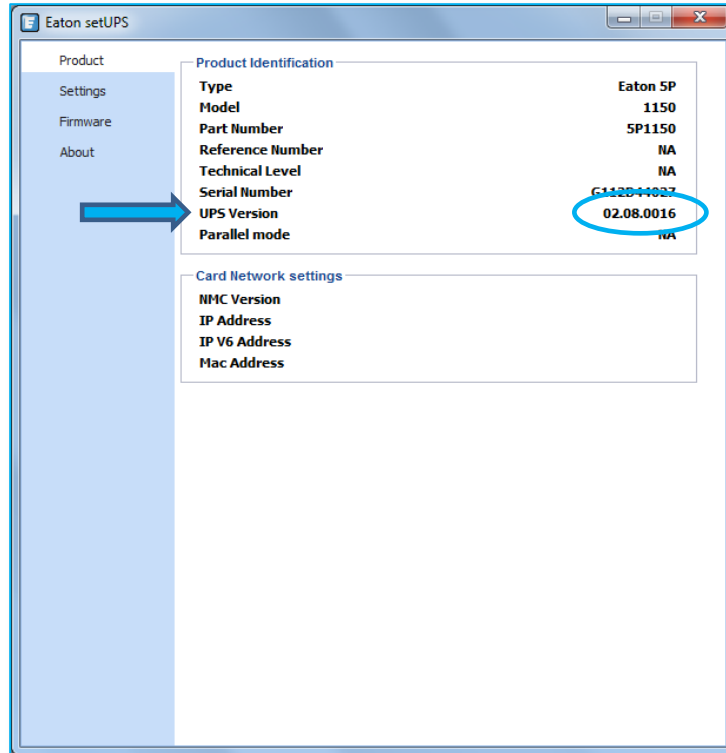 Eaton setUPS
Product
Settings
Firmware
About
Product Identification
Type Eaton 5P
Model 1150
Part Number 5P1150
Reference Number NA
Technical Level NA
Serial Number
UPS Version 02.08.0016
Parallel mode NA
Card Network settings
NMC Version
IP Address
IP V6 Address
Mac Address